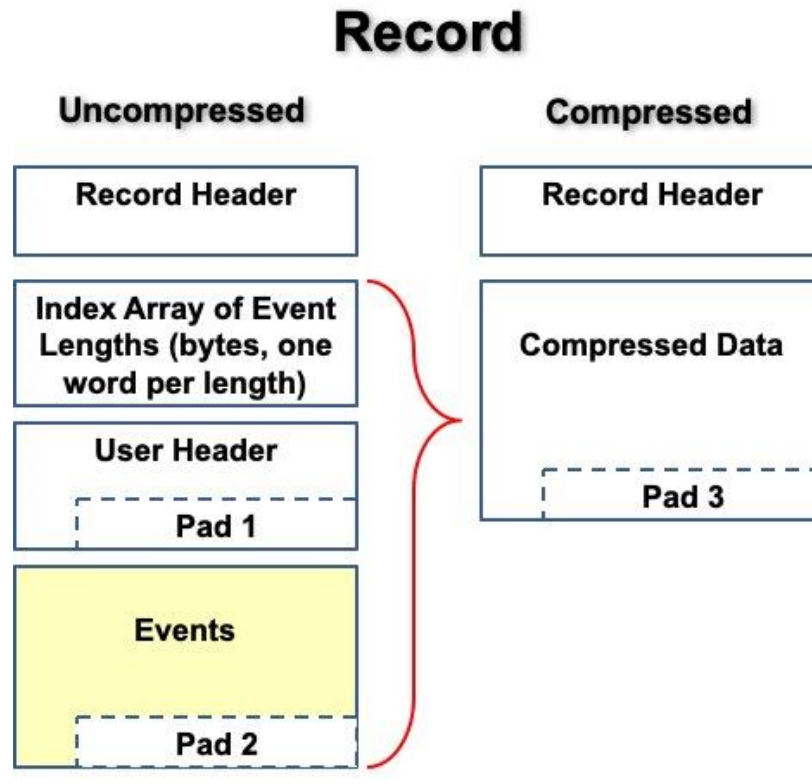 Record
Uncompressed
Record Header
Index Array of Event
Lengths (bytes, one
word per length)
User Header
Pad 1
Events
Pad 2
Compressed
Record Header
Compressed Data
Pad 3